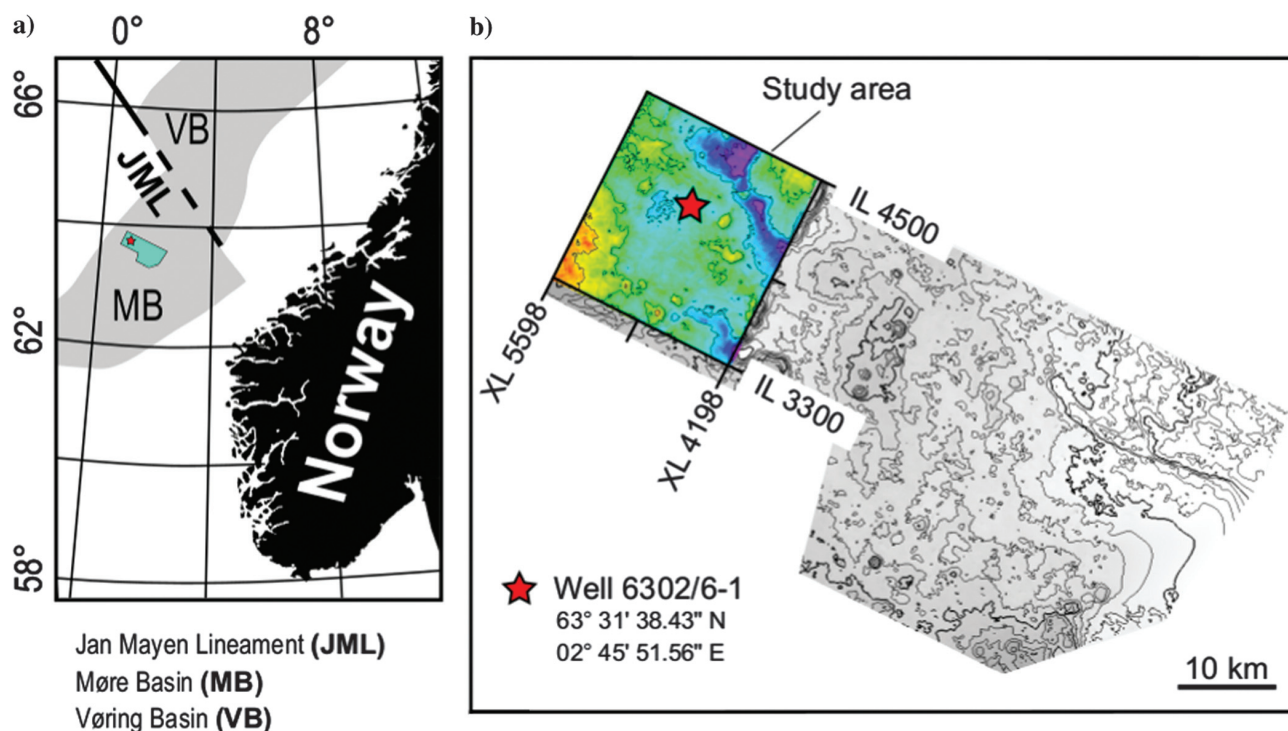 a)
0°
8°
66°
62°
58°
VB
JML
MB
Norway
Jan Mayen Lineament (JML)
Møre Basin (MB)
Vøring Basin (VB)
b)
Study area
IL 4500
XL 5598
XL 4198
IL 3300
Well 6302/6-1
63° 31' 38.43" N
02° 45' 51.56" E
10 km